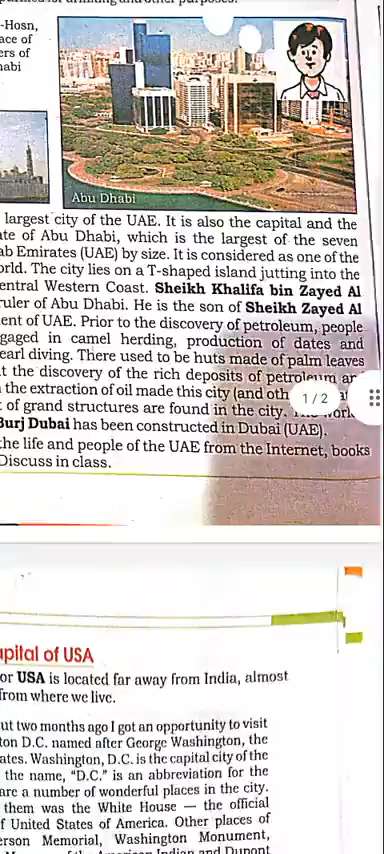 -Hosn,
ace of
ers of
abi
Abu Dhabi
largest city of the UAE. It is also the capital and the
ate of Abu Dhabi, which is the largest of the seven
ab Emirates (UAE) by size. It is considered as one of the
orld. The city lies on a T-shaped island jutting into the
entral Western Coast. Sheikh Khalifa bin Zayed Al
ruler of Abu Dhabi. He is the son of Sheikh Zayed Al
ent of UAE. Prior to the discovery of petroleum, people
gaged in camel herding, production of dates and
earl diving. There used to be huts made of palm leaves
t the discovery of the rich deposits of petroleum an
the extraction of oil made this city (and oth
1 / 2
of grand structures are found in the city.
Burj Dubai has been constructed in Dubai (UAE).
the life and people of the UAE from the Internet, books
Discuss in class.
apital of USA
or USA is located far away from India, almost
from where we live.
ut two months ago I got an opportunity to visit
ton D.C. named after George Washington, the
ates. Washington, D.C. is the capital city of the
the name, “D.C.” is an abbreviation for the
are a number of wonderful places in the city.
them was the White House — the official
f United States of America. Other places of
erson Memorial, Washington Monument,
American Indian and Dupont